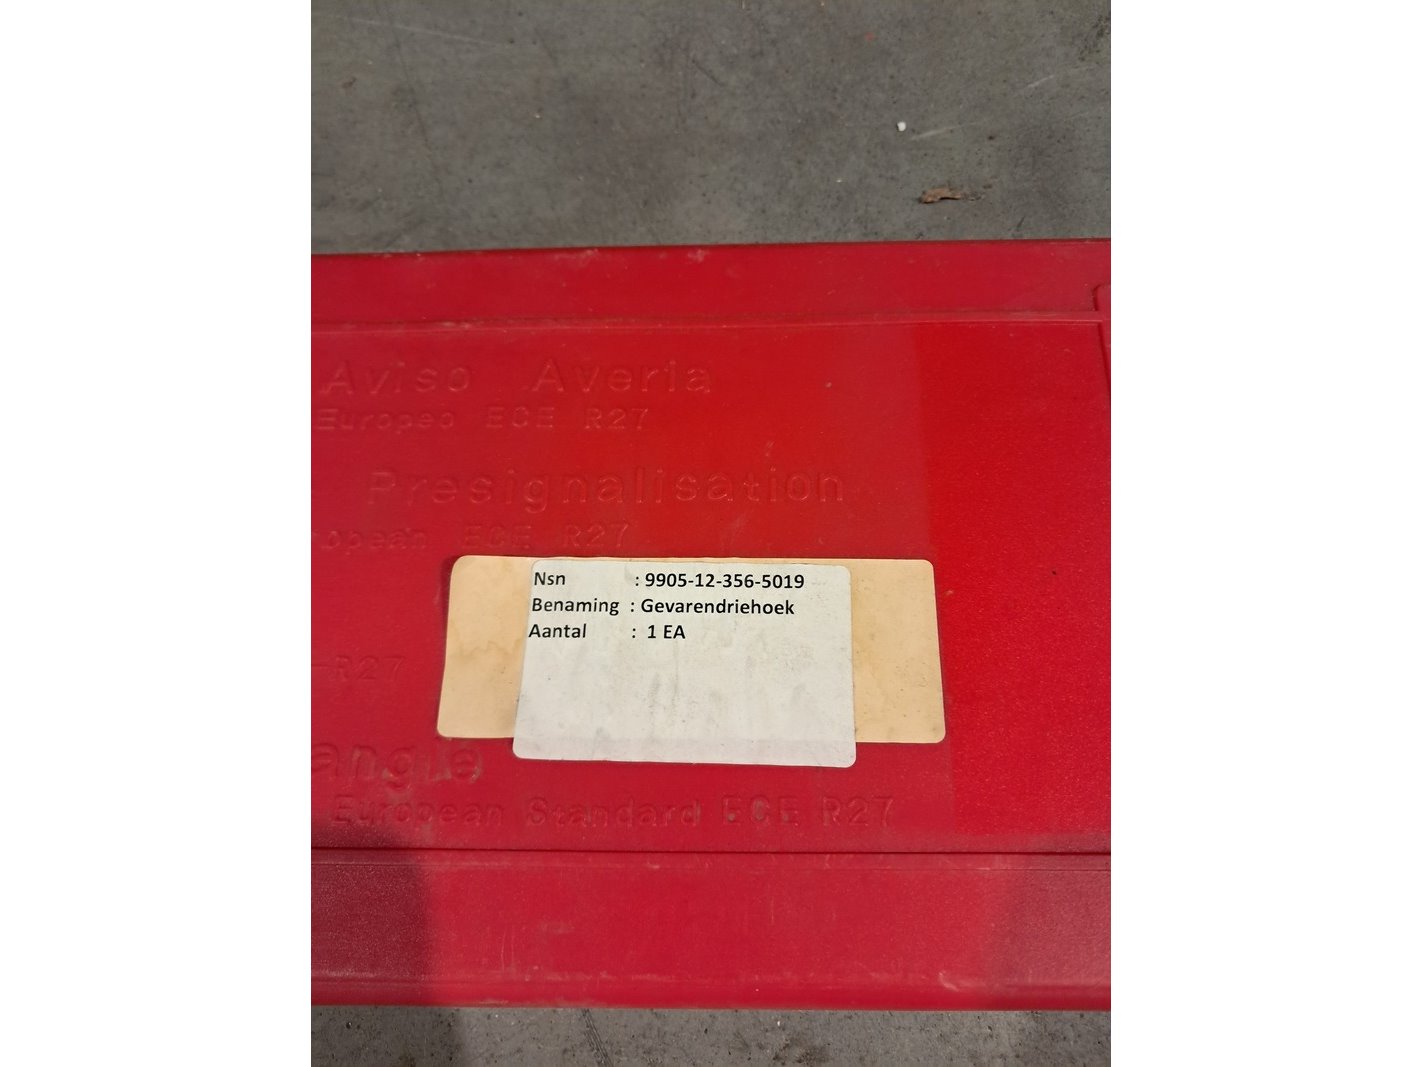 Aviso Averia
Europeo ECE R27
Presignalisation
ropean ECE R27
Nsn : 9905-12-356-5019
Benaming : Gevarendriehoek
Aantal : 1 EA
-R27
angle
European Standard ECE R27